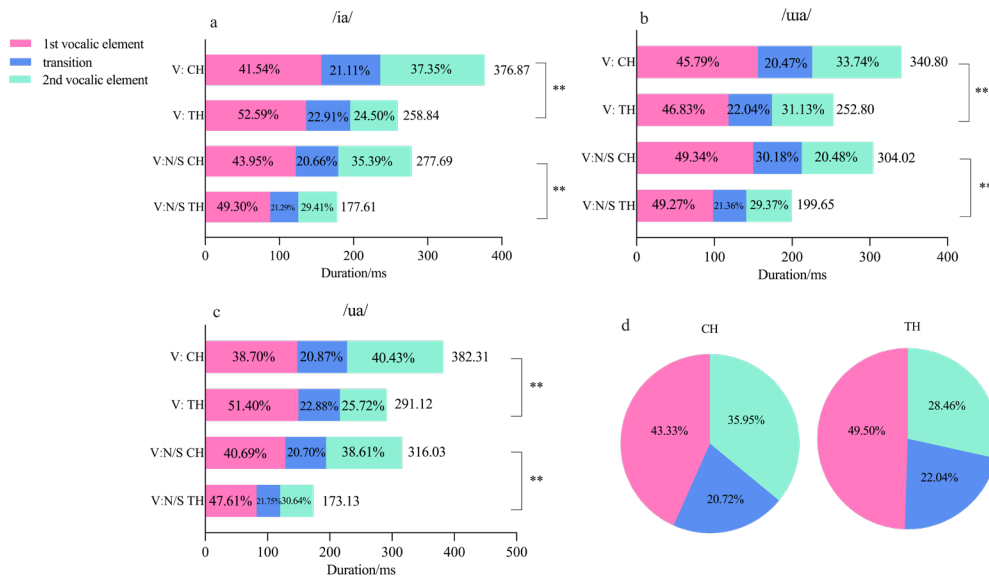 a
/ia/
1st vocalic element
transition
2nd vocalic element
V: CH
41.54%
21.11%
37.35%
376.87
V: TH
52.59%
22.91%
24.50%
258.84
**
V:N/S CH
43.95%
20.66%
35.39%
277.69
V:N/S TH
49.30%
21.29%
29.41%
177.61
**
0
100
200
300
400
Duration/ms
b
/ɯa/
V: CH
45.79%
20.47%
33.74%
340.80
V: TH
46.83%
22.04%
31.13%
252.80
**
V:N/S CH
49.34%
30.18%
20.48%
304.02
V:N/S TH
49.27%
21.36%
29.37%
199.65
**
0
100
200
300
400
Duration/ms
c
/ua/
V: CH
38.70%
20.87%
40.43%
382.31
V: TH
51.40%
22.88%
25.72%
291.12
**
V:N/S CH
40.69%
20.70%
38.61%
316.03
V:N/S TH
47.61%
21.75%
30.64%
173.13
**
0
100
200
300
400
500
Duration/ms
d
CH
43.33%
35.95%
20.72%
TH
49.50%
28.46%
22.04%